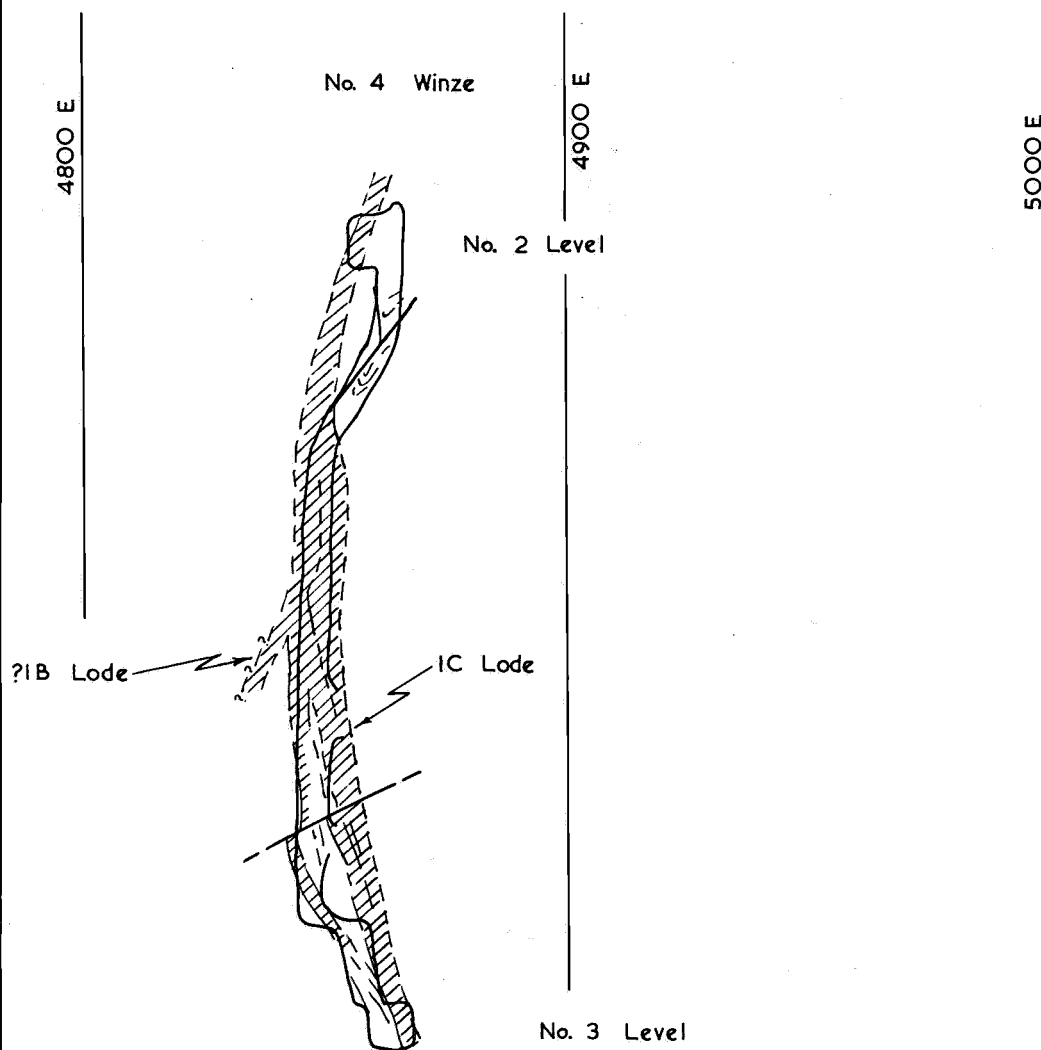 No. 4 Winze
4800 E
4900 E
5000 E
No. 2 Level
?1B Lode
1C Lode
?
?
?
No. 3 Level